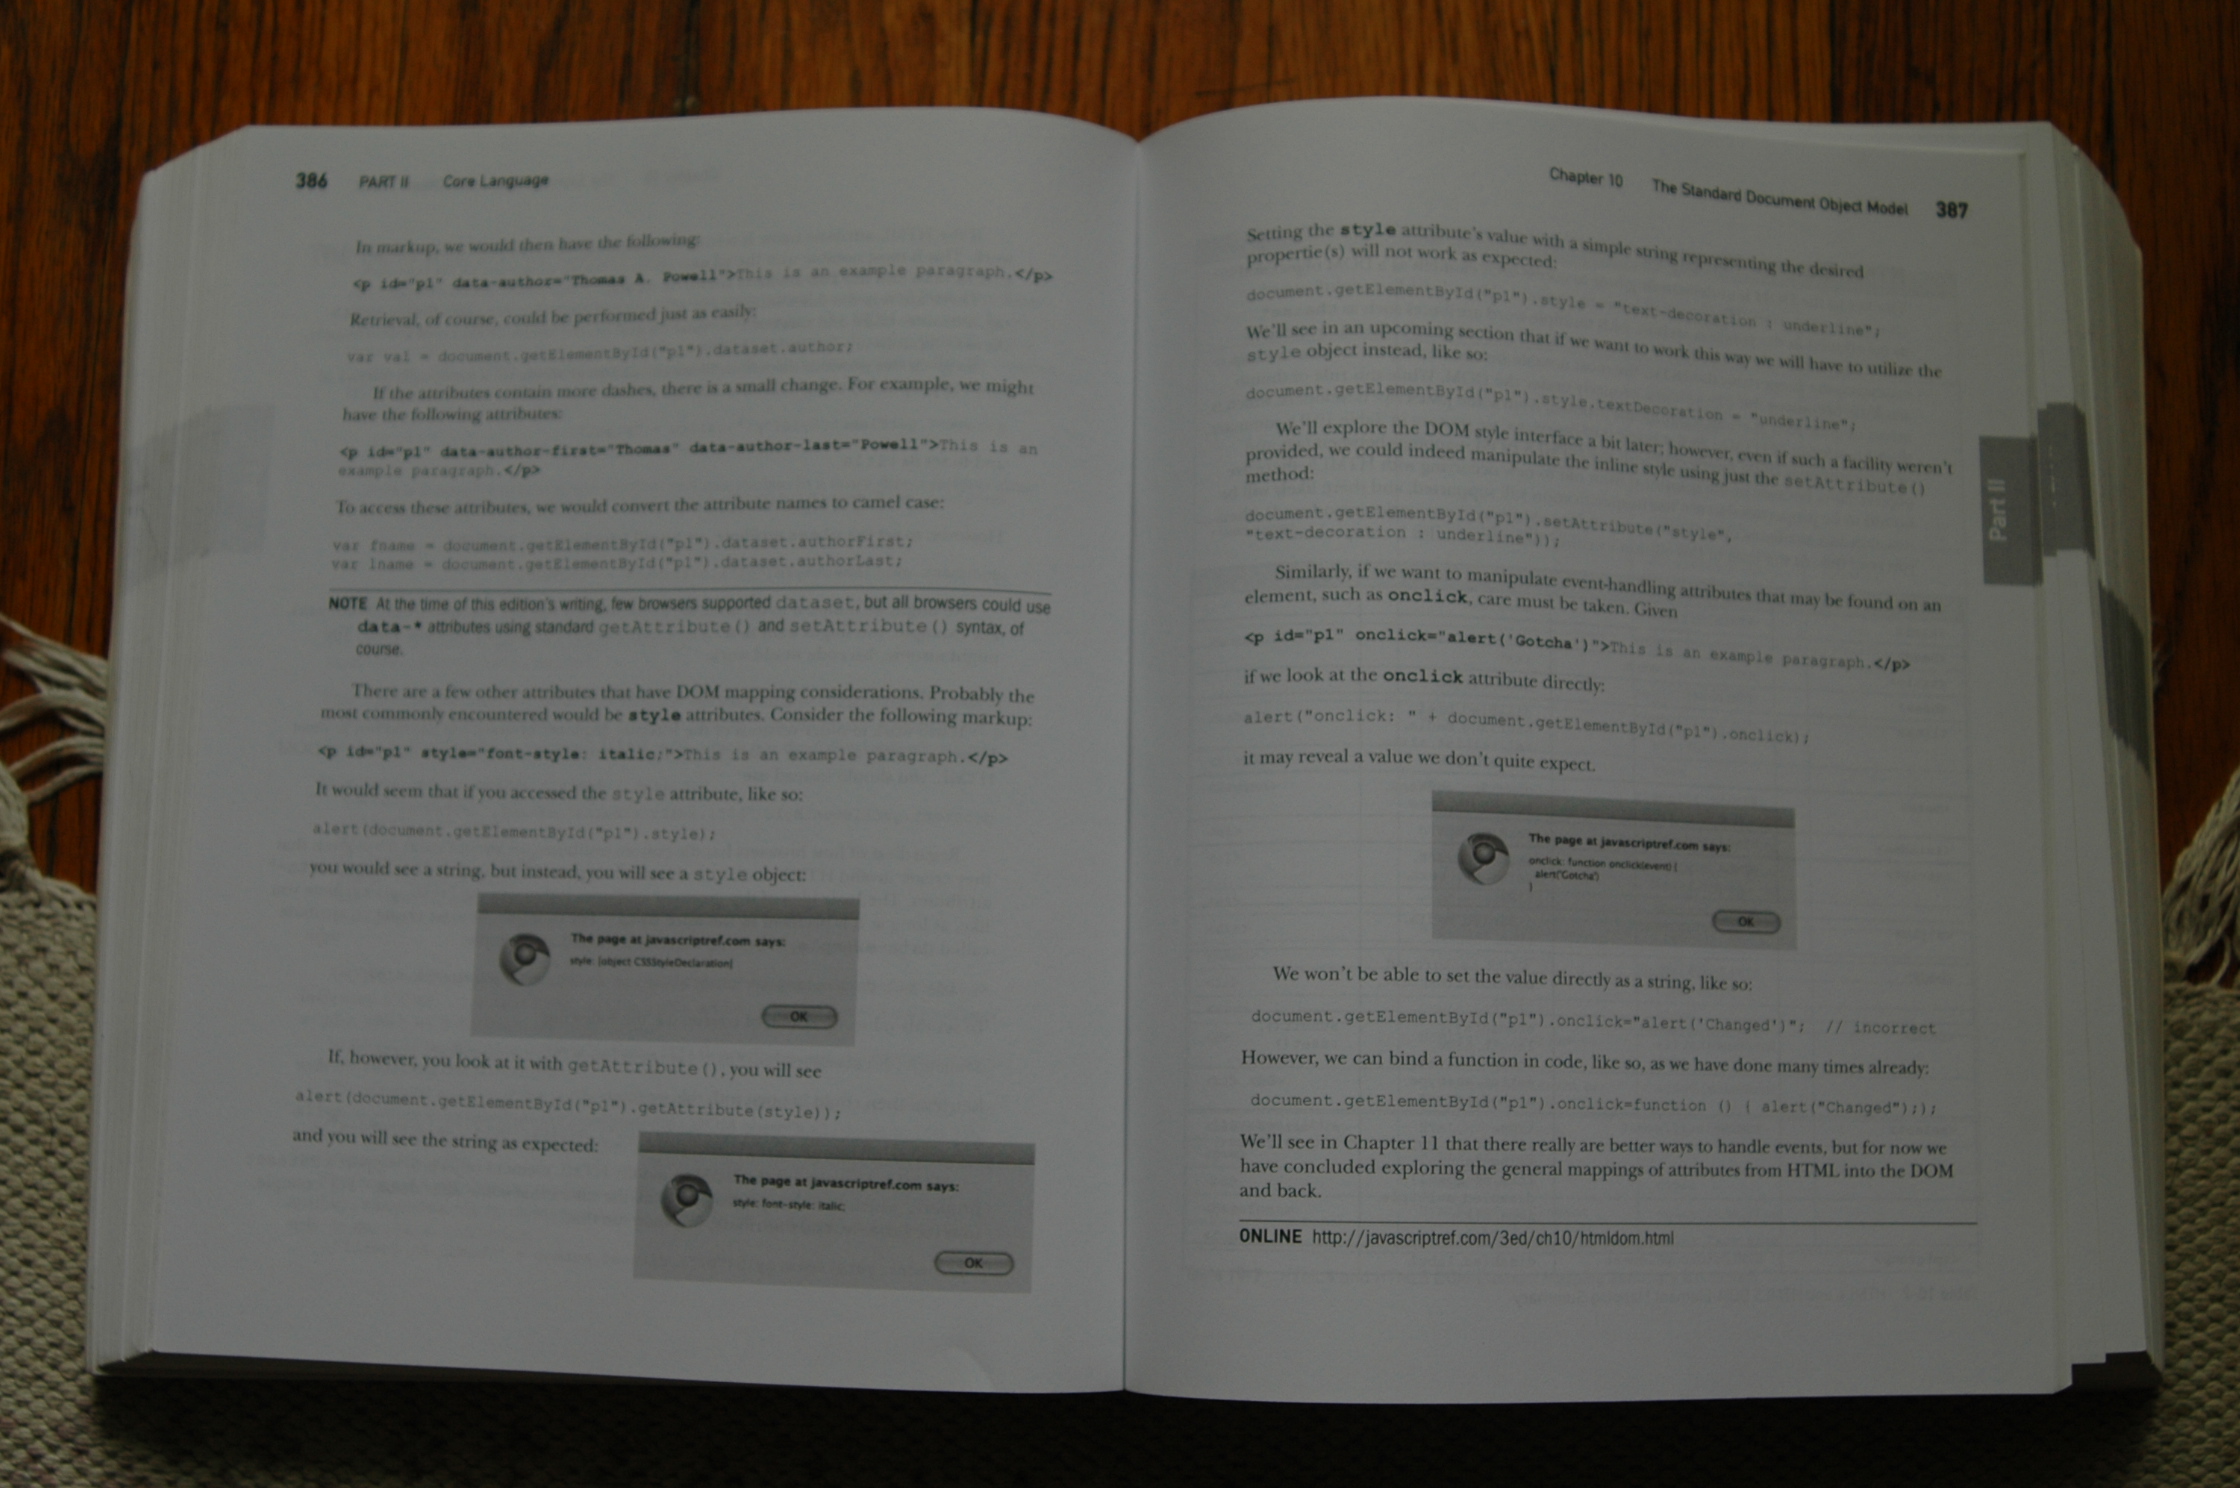 386 PART II Core Language
In markup, we would then have the following:
<p id="p1" data-author="Thomas A. Powell">This is an example paragraph.</p>
Retrieval, of course, could be performed just as easily:
var val = document.getElementById("p1").dataset.author;
If the attributes contain more dashes, there is a small change. For example, we might
have the following attributes:
<p id="p1" data-author-first="Thomas" data-author-last="Powell">This is an
example paragraph.</p>
To access these attributes, we would convert the attribute names to camel case:
var fname = document.getElementById("p1").dataset.authorFirst;
var lname = document.getElementById("p1").dataset.authorLast;
NOTE At the time of this edition's writing, few browsers supported dataset, but all browsers could use
data-* attributes using standard getAttribute() and setAttribute() syntax, of
course.
There are a few other attributes that have DOM mapping considerations. Probably the
most commonly encountered would be style attributes. Consider the following markup:
<p id="p1" style="font-style: italic;">This is an example paragraph.</p>
It would seem that if you accessed the style attribute, like so:
alert(document.getElementById("p1").style);
you would see a string, but instead, you will see a style object:
The page at javascriptref.com says:
style: [object CSSStyleDeclaration]
OK
If, however, you look at it with getAttribute(), you will see
alert(document.getElementById("p1").getAttribute(style));
and you will see the string as expected:
The page at javascriptref.com says:
style: font-style: italic;
OK
Chapter 10 The Standard Document Object Model 387
Setting the style attribute's value with a simple string representing the desired
propertie(s) will not work as expected:
document.getElementById("p1").style = "text-decoration : underline";
We'll see in an upcoming section that if we want to work this way we will have to utilize the
style object instead, like so:
document.getElementById("p1").style.textDecoration = "underline";
We'll explore the DOM style interface a bit later; however, even if such a facility weren't
provided, we could indeed manipulate the inline style using just the setAttribute()
method:
document.getElementById("p1").setAttribute("style",
"text-decoration : underline"));
Similarly, if we want to manipulate event-handling attributes that may be found on an
element, such as onclick, care must be taken. Given
<p id="p1" onclick="alert('Gotcha')">This is an example paragraph.</p>
if we look at the onclick attribute directly:
alert("onclick: " + document.getElementById("p1").onclick);
it may reveal a value we don't quite expect.
The page at javascriptref.com says:
onclick: function onclick(event) {
alert('Gotcha')
}
OK
We won't be able to set the value directly as a string, like so:
document.getElementById("p1").onclick="alert('Changed')"; // incorrect
However, we can bind a function in code, like so, as we have done many times already:
document.getElementById("p1").onclick=function () { alert("Changed");};
We'll see in Chapter 11 that there really are better ways to handle events, but for now we
have concluded exploring the general mappings of attributes from HTML into the DOM
and back.
ONLINE http://javascriptref.com/3ed/ch10/htmldom.html
Part II